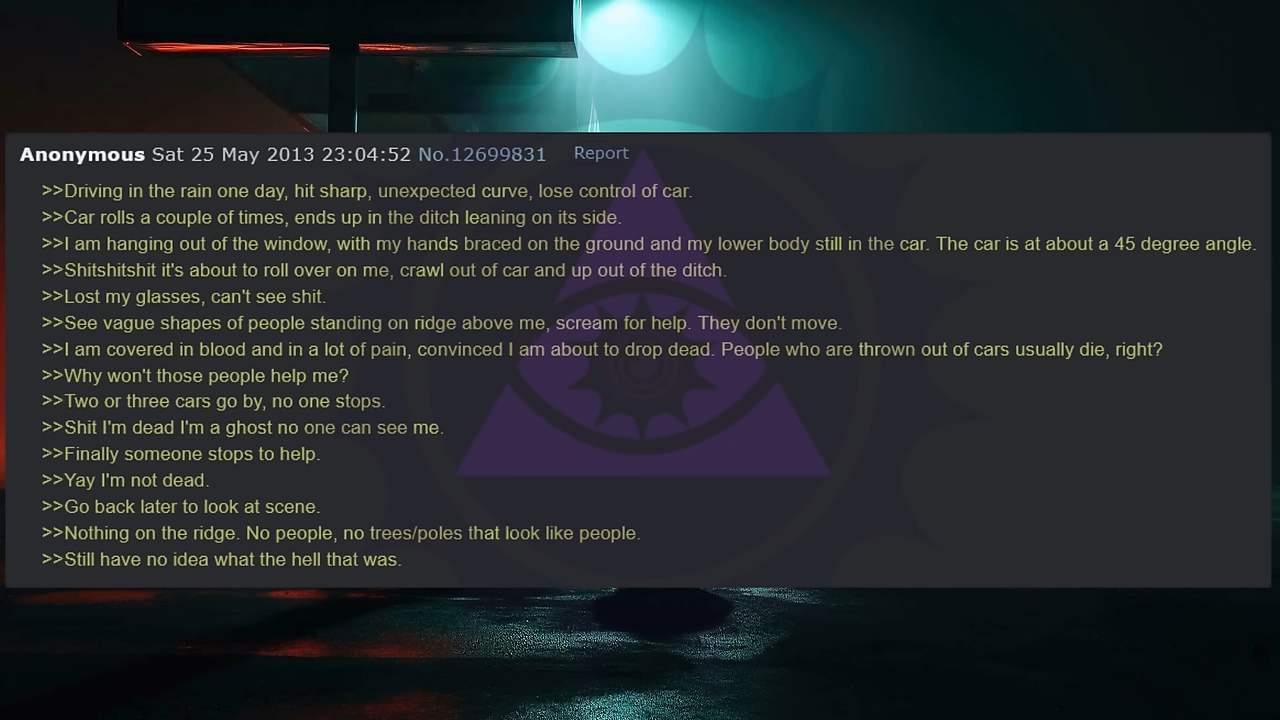 Anonymous Sat 25 May 2013 23:04:52 No.12699831 Report
>>Driving in the rain one day, hit sharp, unexpected curve, lose control of car.
>>Car rolls a couple of times, ends up in the ditch leaning on its side.
>>I am hanging out of the window, with my hands braced on the ground and my lower body still in the car. The car is at about a 45 degree angle.
>>Shitshitshit it's about to roll over on me, crawl out of car and up out of the ditch.
>>Lost my glasses, can't see shit.
>>See vague shapes of people standing on ridge above me, scream for help. They don't move.
>>I am covered in blood and in a lot of pain, convinced I am about to drop dead. People who are thrown out of cars usually die, right?
>>Why won't those people help me?
>>Two or three cars go by, no one stops.
>>Shit I'm dead I'm a ghost no one can see me.
>>Finally someone stops to help.
>>Yay I'm not dead.
>>Go back later to look at scene.
>>Nothing on the ridge. No people, no trees/poles that look like people.
>>Still have no idea what the hell that was.